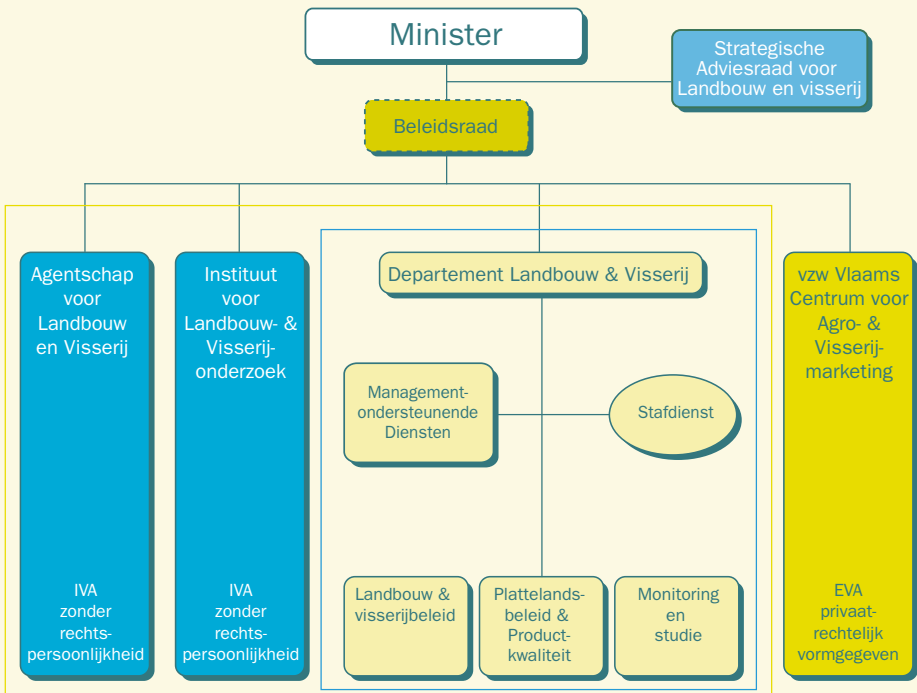 Minister
Strategische
Adviesraad voor
Landbouw en visserij
Beleidsraad
Agentschap
voor
Landbouw
en Visserij
IVA
zonder
rechts-
persoonlijkheid
Instituut
voor
Landbouw- &
Visserij-
onderzoek
IVA
zonder
rechts-
persoonlijkheid
Departement Landbouw & Visserij
Management-
ondersteunende
Diensten
Stafdienst
Landbouw &
visserijbeleid
Plattelands-
beleid &
Product-
kwaliteit
Monitoring
en
studie
vzw Vlaams
Centrum voor
Agro- &
Visserij-
marketing
EVA
privaat-
rechtelijk
vormgegeven